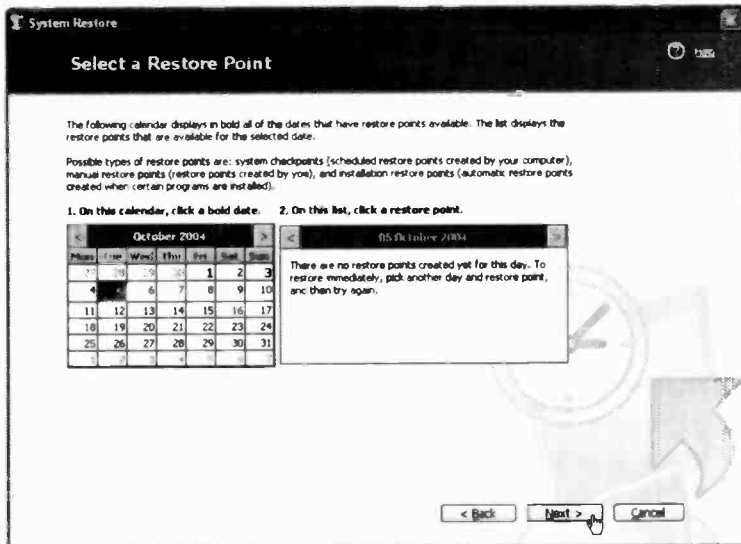 System Restore
Select a Restore Point
The following calendar displays in bold all of the dates that have restore points available. The list displays the
restore points that are available for the selected date.
Possible types of restore points are: system checkpoints (scheduled restore points created by your computer),
manual restore points (restore points created by you), and installation restore points (automatic restore points
created when certain programs are installed).
1. On this calendar, click a bold date. 2. On this list, click a restore point.
< October 2004 > < 05 October 2004 >
Mon Tue Wed Thu Fri Sat Sun
1 2 3
4 6 7 8 9 10
11 12 13 14 15 16 17
18 19 20 21 22 23 24
25 26 27 28 29 30 31
There are no restore points created yet for this day. To
restore immediately, pick another day and restore point,
and then try again.
< Back Next > Cancel